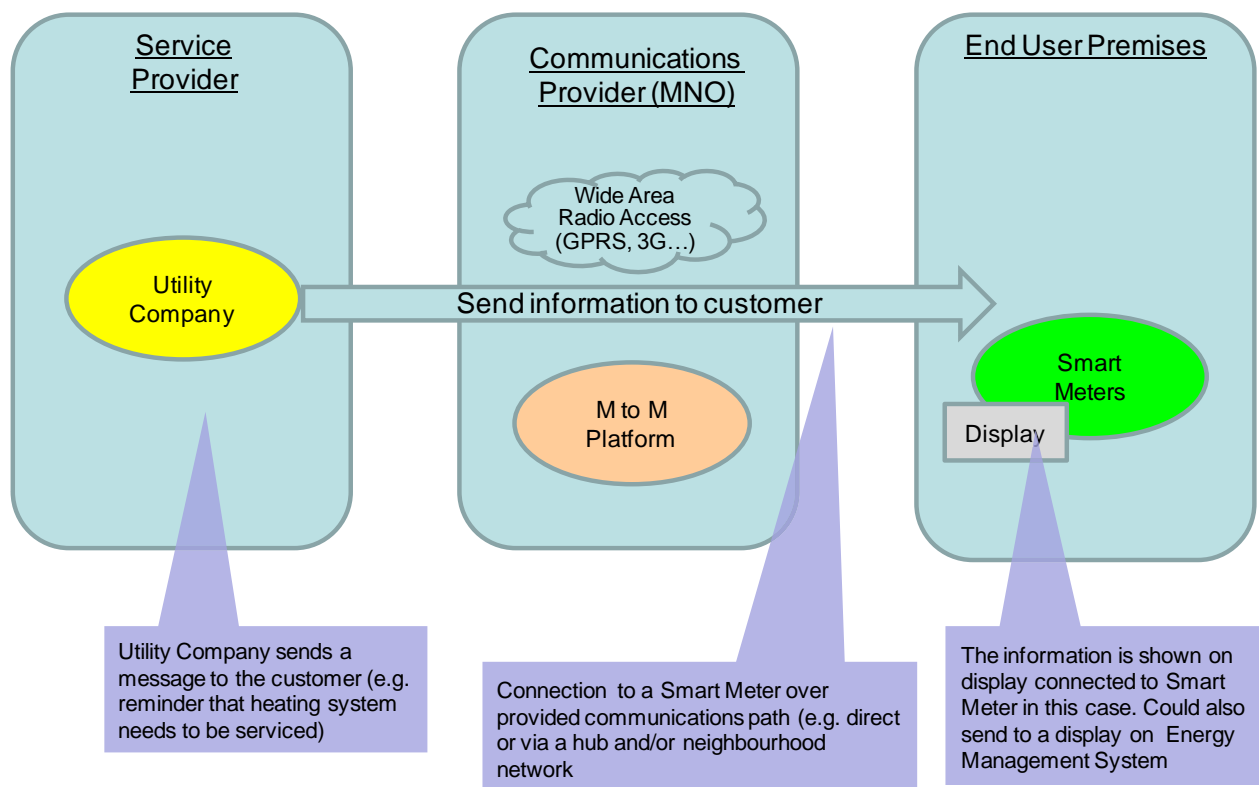 Service
Provider
Communications
Provider (MNO)
End User Premises
Wide Area
Radio Access
(GPRS, 3G…)
Utility
Company
Send information to customer
M to M
Platform
Smart
Meters
Display
Utility Company sends a
message to the customer (e.g.
reminder that heating system
needs to be serviced)
Connection to a Smart Meter over
provided communications path (e.g. direct
or via a hub and/or neighbourhood
network
The information is shown on
display connected to Smart
Meter in this case. Could also
send to a display on Energy
Management System